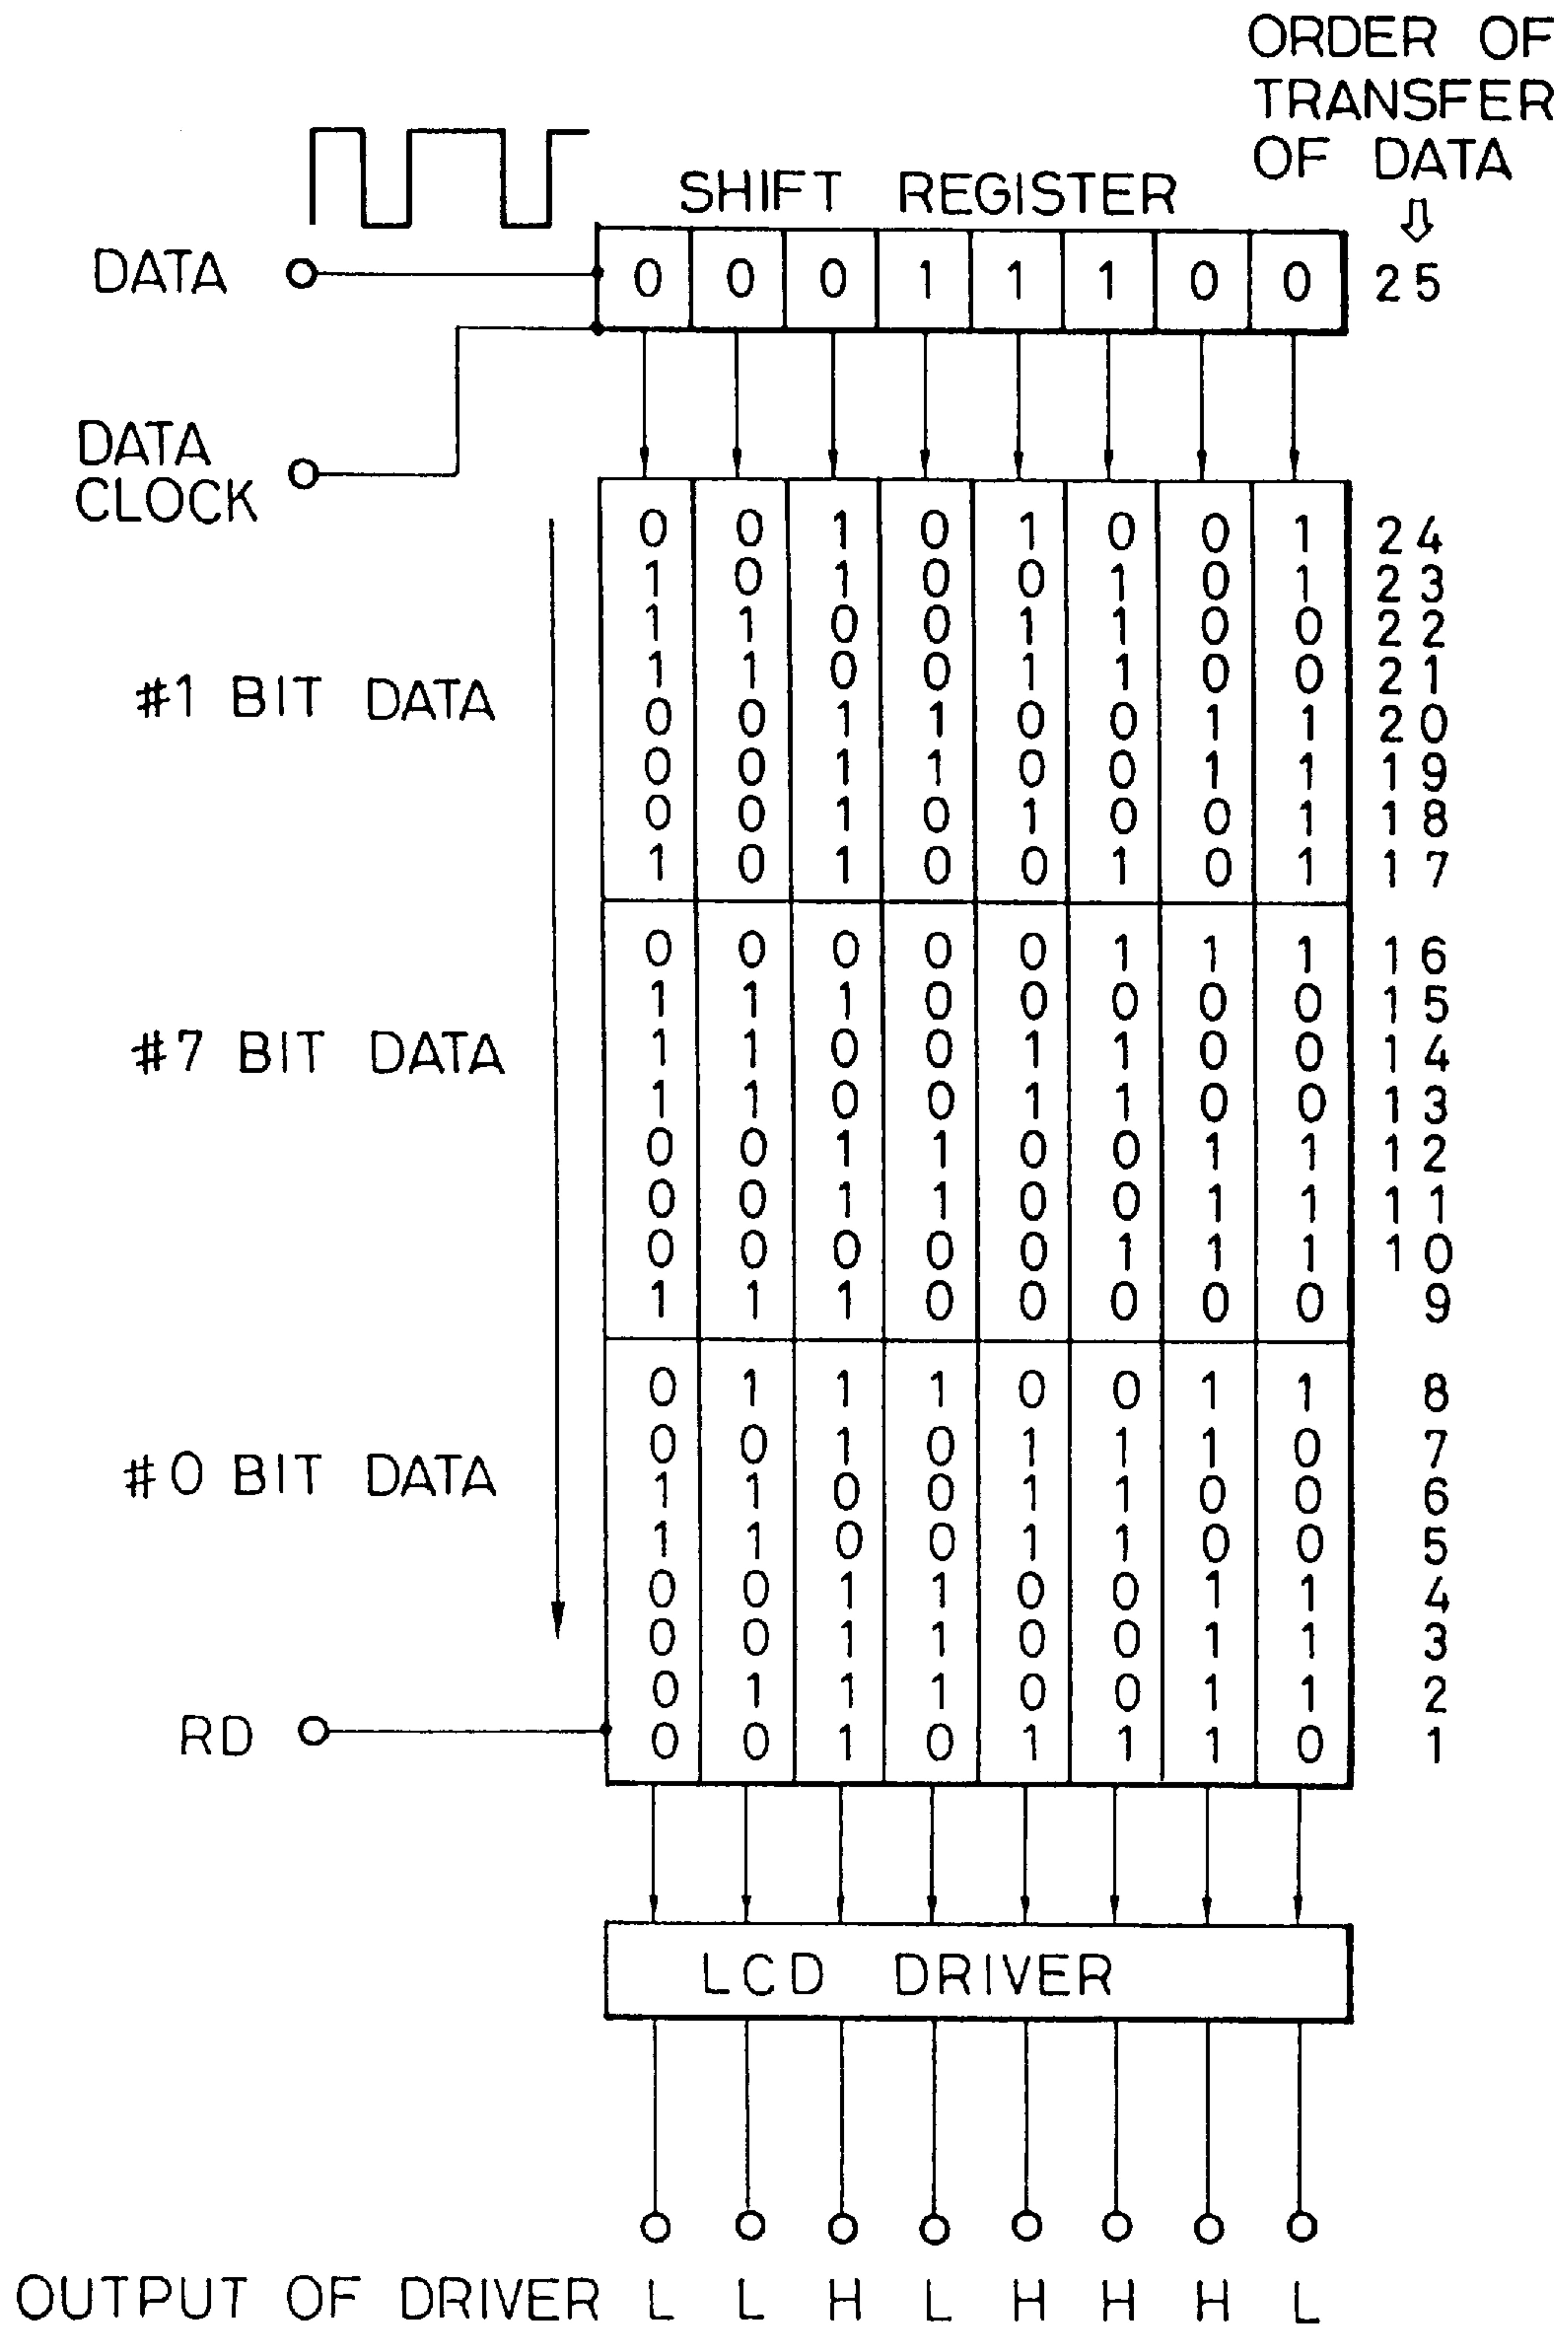 ORDER OF
TRANSFER
OF DATA
SHIFT REGISTER
DATA
0 0 0 1 1 1 0 0 25
DATA
CLOCK
0 0 1 0 1 0 0 1 24
1 0 1 0 0 1 0 1 23
1 1 0 0 1 1 0 0 22
1 1 0 0 1 1 0 0 21
#1 BIT DATA
0 0 1 1 0 0 1 1 20
0 0 1 1 0 0 1 1 19
0 0 1 0 1 0 0 1 18
1 0 1 0 0 1 0 1 17
0 0 0 0 0 1 1 1 16
1 1 1 0 0 0 0 0 15
#7 BIT DATA
1 1 0 0 1 1 0 0 14
1 1 0 0 1 1 0 0 13
0 0 1 1 0 0 1 1 12
0 0 1 1 0 0 1 1 11
0 0 0 0 0 1 1 1 10
1 1 1 0 0 0 0 0 9
0 1 1 1 0 0 1 1 8
0 0 1 0 1 1 1 0 7
#0 BIT DATA
1 1 0 0 1 1 0 0 6
1 1 0 0 1 1 0 0 5
0 0 1 1 0 0 1 1 4
0 0 1 1 0 0 1 1 3
0 1 1 1 0 0 1 1 2
RD
0 0 1 0 1 1 1 0 1
LCD DRIVER
OUTPUT OF DRIVER L L H L H H H L